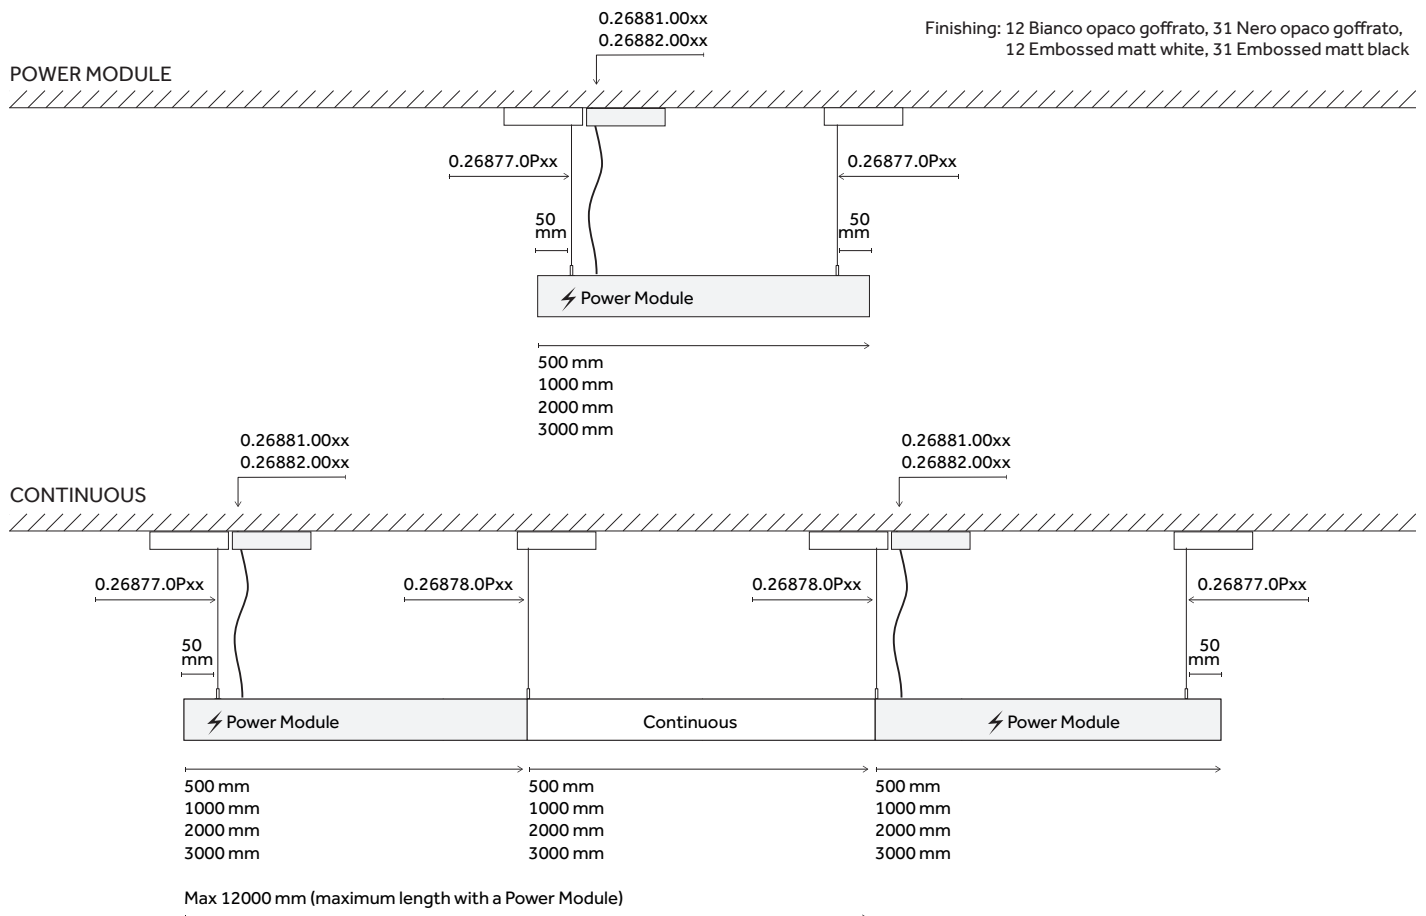 0.26881.00xx
0.26882.00xx
Finishing: 12 Bianco opaco goffrato, 31 Nero opaco goffrato,
12 Embossed matt white, 31 Embossed matt black
POWER MODULE
0.26877.0Pxx
0.26877.0Pxx
50
mm
50
mm
Power Module
500 mm
1000 mm
2000 mm
3000 mm
0.26881.00xx
0.26882.00xx
0.26881.00xx
0.26882.00xx
CONTINUOUS
0.26877.0Pxx
0.26878.0Pxx
0.26878.0Pxx
0.26877.0Pxx
50
mm
50
mm
Power Module
Continuous
Power Module
500 mm
1000 mm
2000 mm
3000 mm
500 mm
1000 mm
2000 mm
3000 mm
500 mm
1000 mm
2000 mm
3000 mm
Max 12000 mm (maximum length with a Power Module)